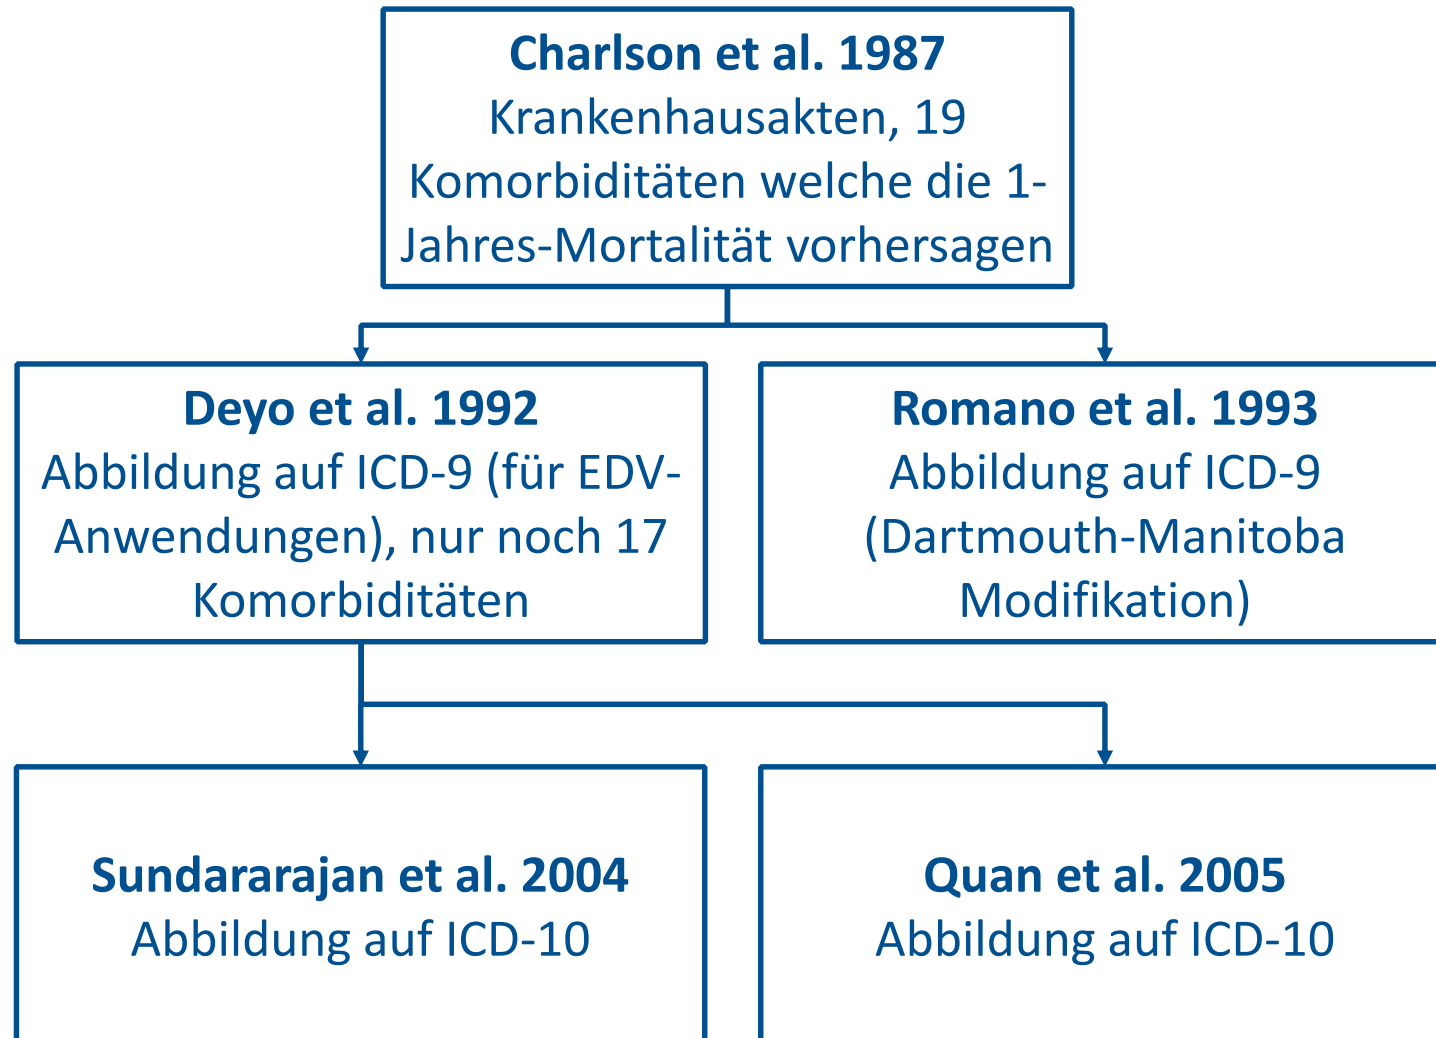 Charlson et al. 1987
Krankenhausakten, 19
Komorbiditäten welche die 1-
Jahres-Mortalität vorhersagen
Deyo et al. 1992
Abbildung auf ICD-9 (für EDV-
Anwendungen), nur noch 17
Komorbiditäten
Romano et al. 1993
Abbildung auf ICD-9
(Dartmouth-Manitoba
Modifikation)
Sundararajan et al. 2004
Abbildung auf ICD-10
Quan et al. 2005
Abbildung auf ICD-10